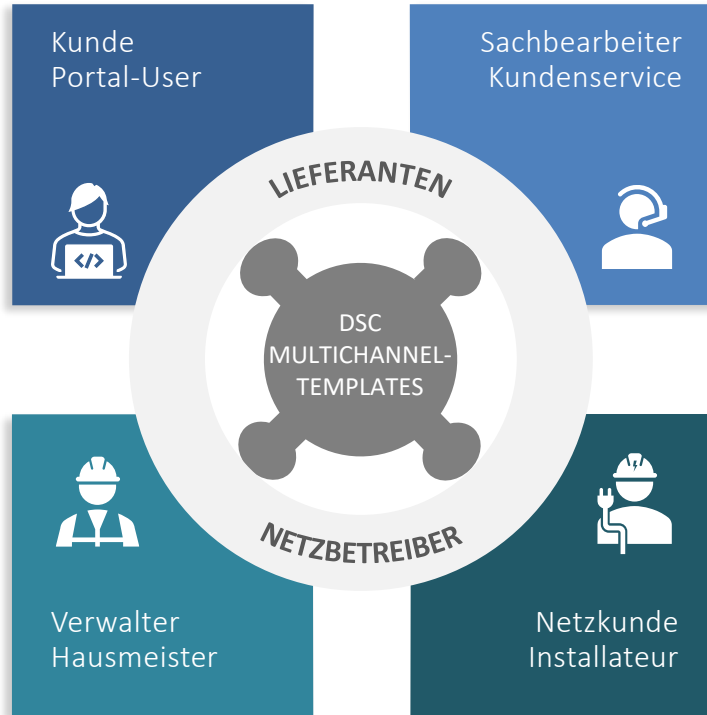 Kunde
Portal-User
Sachbearbeiter
Kundenservice
LIEFERANTEN
</>
DSC
MULTICHANNEL-
TEMPLATES
NETZBETREIBER
Verwalter
Hausmeister
Netzkunde
Installateur